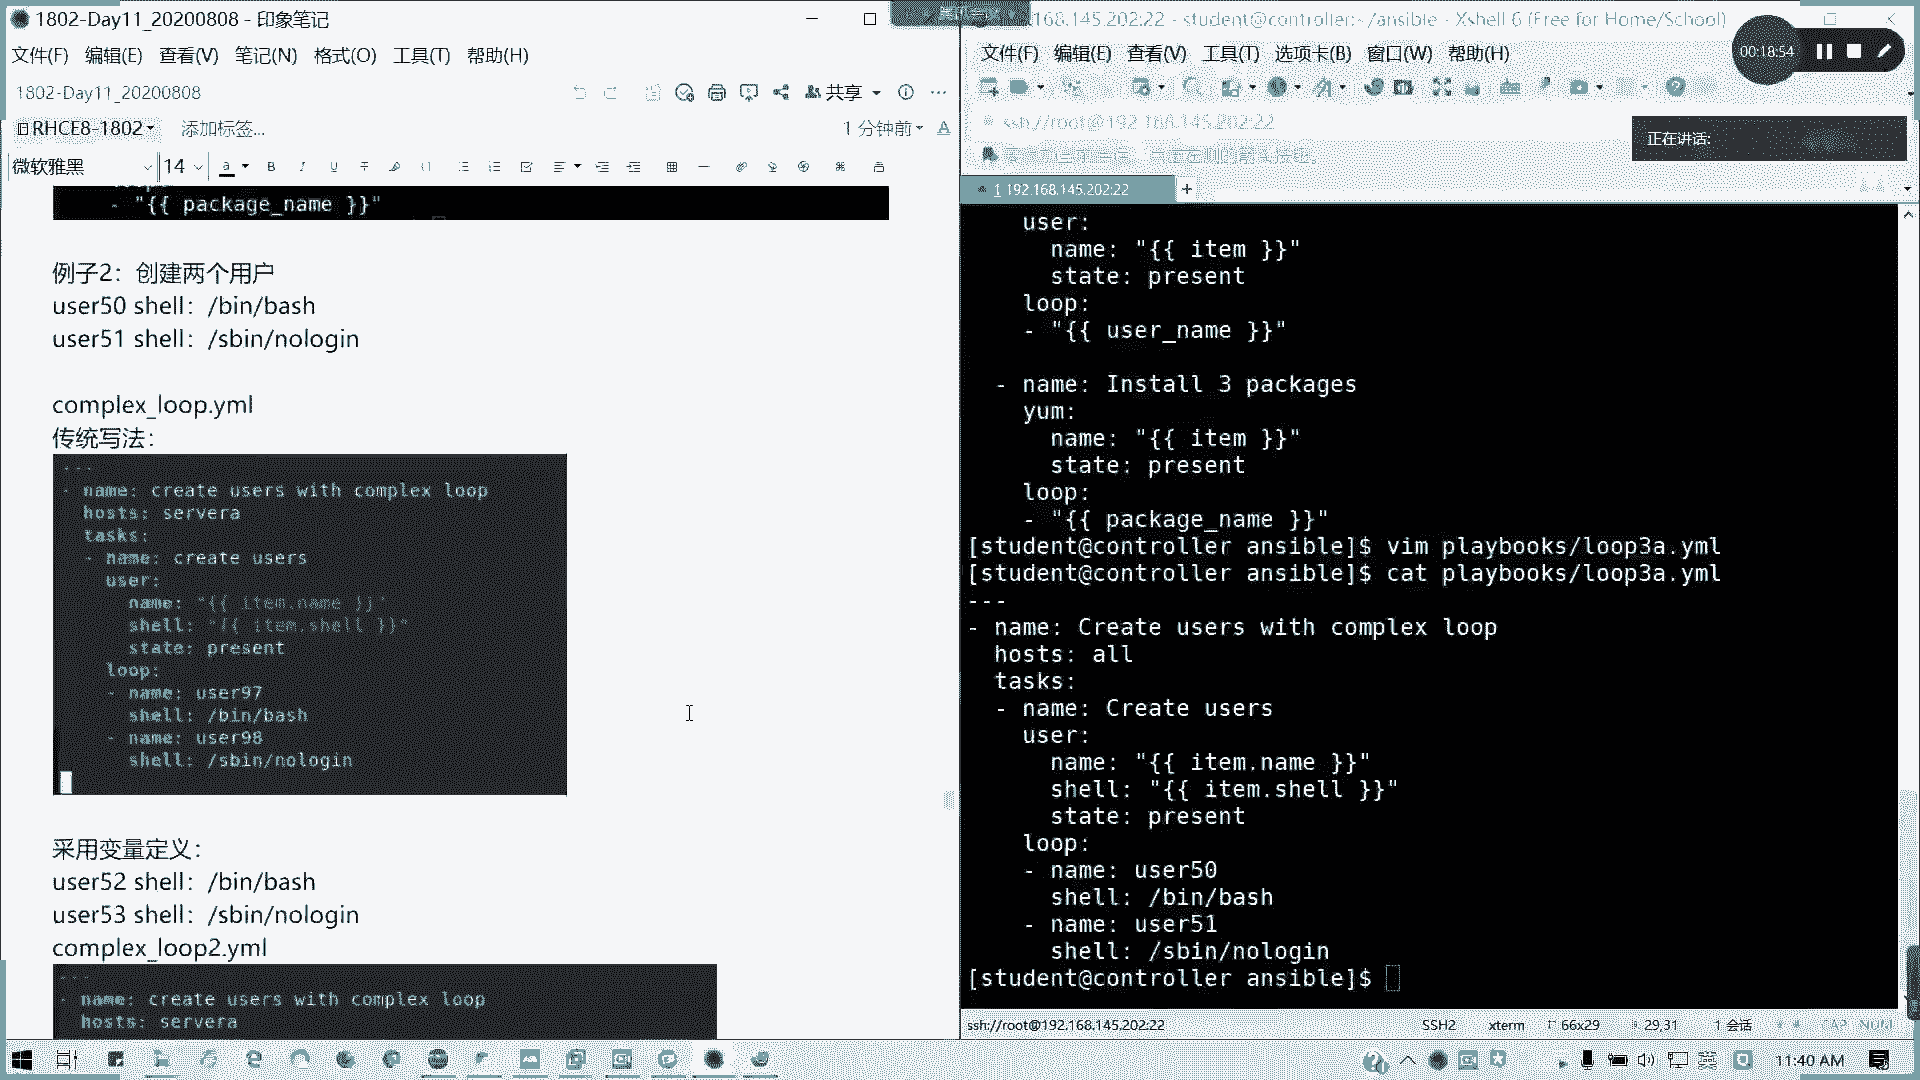 1802-Day11_20200808 - 印象笔记
文件(F) 编辑(E) 查看(V) 笔记(N) 格式(O) 工具(T) 帮助(H)
1802-Day11_20200808
共享
RHCE8-1802 添加标签...
1 分钟前
微软雅黑 14
- "{{ package_name }}"
例子2：创建两个用户
user50 shell：/bin/bash
user51 shell：/sbin/nologin
complex_loop.yml
传统写法：
---
- name: create users with complex loop
hosts: servera
tasks:
- name: create users
user:
name: "{{ item.name }}"
shell: "{{ item.shell }}"
state: present
loop:
- name: user97
shell: /bin/bash
- name: user98
shell: /sbin/nologin
采用变量定义：
user52 shell：/bin/bash
user53 shell：/sbin/nologin
complex_loop2.yml
---
- name: create users with complex loop
hosts: servera
168.145.202:22 - student@controller:~/ansible - Xshell 6 (Free for Home/School)
文件(F) 编辑(E) 查看(V) 工具(T) 选项卡(B) 窗口(W) 帮助(H)
00:18:54
ssh://root@192.168.145.202:22
正在讲话:
1 192.168.145.202:22
user:
name: "{{ item }}"
state: present
loop:
- "{{ user_name }}"
- name: Install 3 packages
yum:
name: "{{ item }}"
state: present
loop:
- "{{ package_name }}"
[student@controller ansible]$ vim playbooks/loop3a.yml
[student@controller ansible]$ cat playbooks/loop3a.yml
---
- name: Create users with complex loop
hosts: all
tasks:
- name: Create users
user:
name: "{{ item.name }}"
shell: "{{ item.shell }}"
state: present
loop:
- name: user50
shell: /bin/bash
- name: user51
shell: /sbin/nologin
[student@controller ansible]$
ssh://root@192.168.145.202:22 SSH2 xterm 66x29 29,31 1 会话 CAP NUM
英 11:40 AM